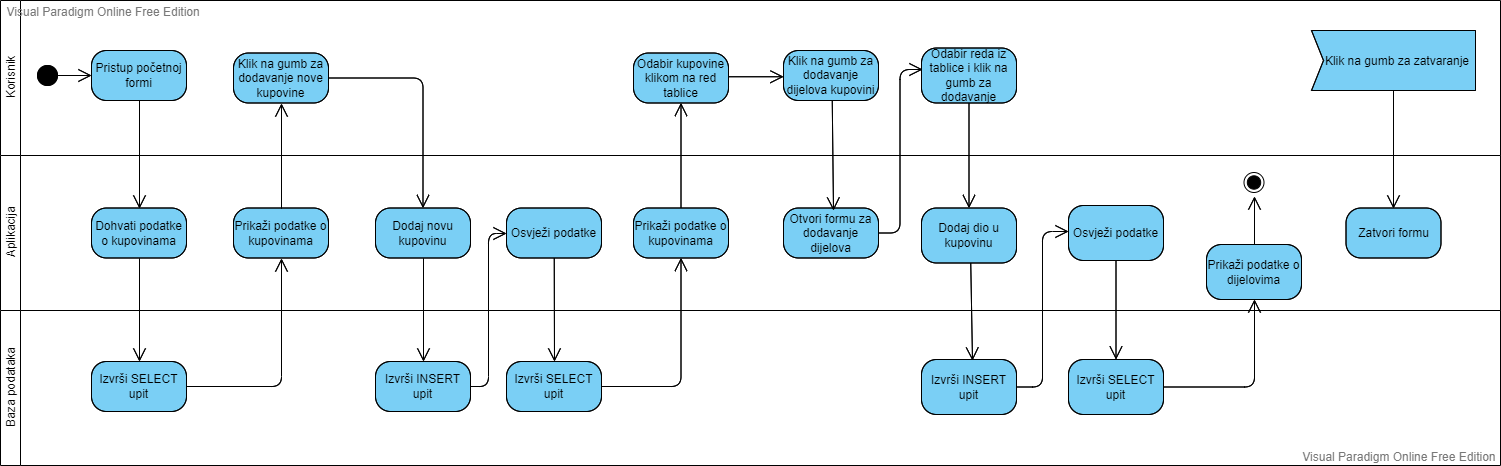 Visual Paradigm Online Free Edition
Korisnik
Pristup početnoj
formi
Klik na gumb za
dodavanje nove
kupovine
Odabir kupovine
klikom na red
tablice
Klik na gumb za
dodavanje
dijelova kupovini
Odabir reda iz
tablice i klik na
gumb za
dodavanje
Klik na gumb za zatvaranje
Aplikacija
Dohvati podatke
o kupovinama
Prikaži podatke o
kupovinama
Dodaj novu
kupovinu
Osvježi podatke
Prikaži podatke o
kupovinama
Otvori formu za
dodavanje
dijelova
Dodaj dio u
kupovinu
Osvježi podatke
Prikaži podatke o
dijelovima
Zatvori formu
Baza podataka
Izvrši SELECT
upit
Izvrši INSERT
upit
Izvrši SELECT
upit
Izvrši INSERT
upit
Izvrši SELECT
upit
Visual Paradigm Online Free Edition